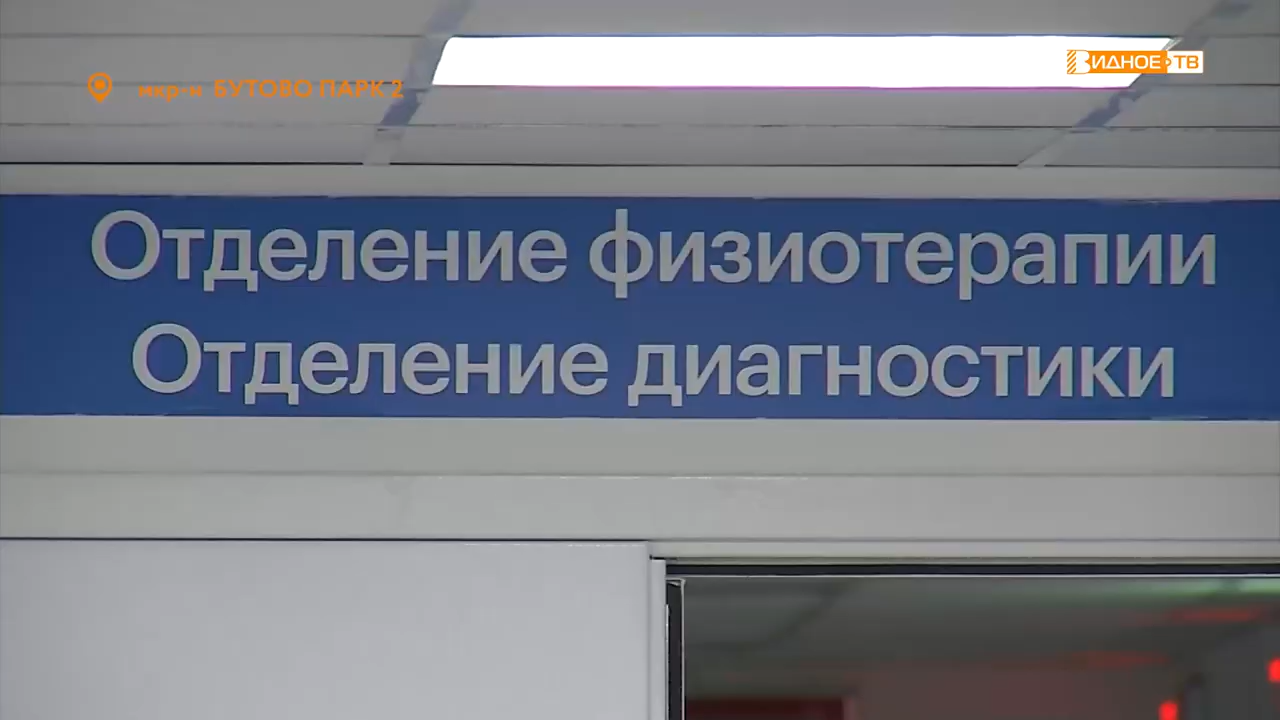 ВИДНОЕ ТВ
мкр-н БУТОВО ПАРК 2
Отделение физиотерапии
Отделение диагностики